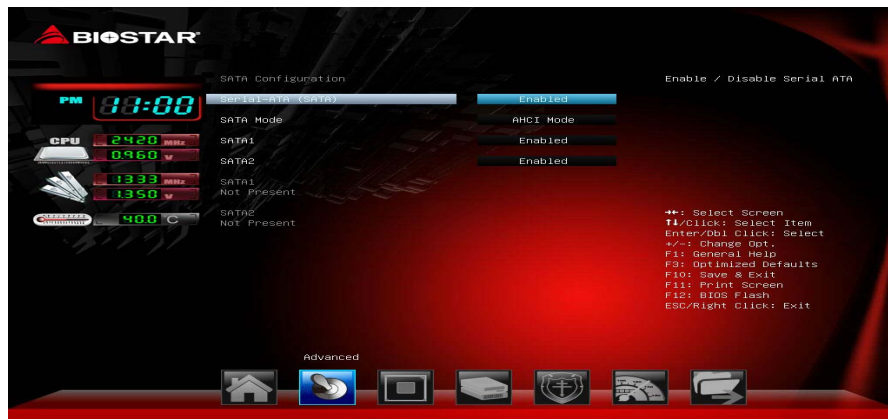 BIOSTAR
SATA Configuration
Enable / Disable Serial ATA
Serial-ATA (SATA) Enabled
SATA Mode AHCI Mode
SATA1 Enabled
SATA2 Enabled
SATA1
Not Present
SATA2
Not Present
PM 11:00
CPU 2420 MHz
0.960 V
1333 MHz
1.350 V
40.0 C
→←: Select Screen
↑↓/Click: Select Item
Enter/Dbl Click: Select
+/-: Change Opt.
F1: General Help
F3: Optimized Defaults
F10: Save & Exit
F11: Print Screen
F12: BIOS Flash
ESC/Right Click: Exit
Advanced